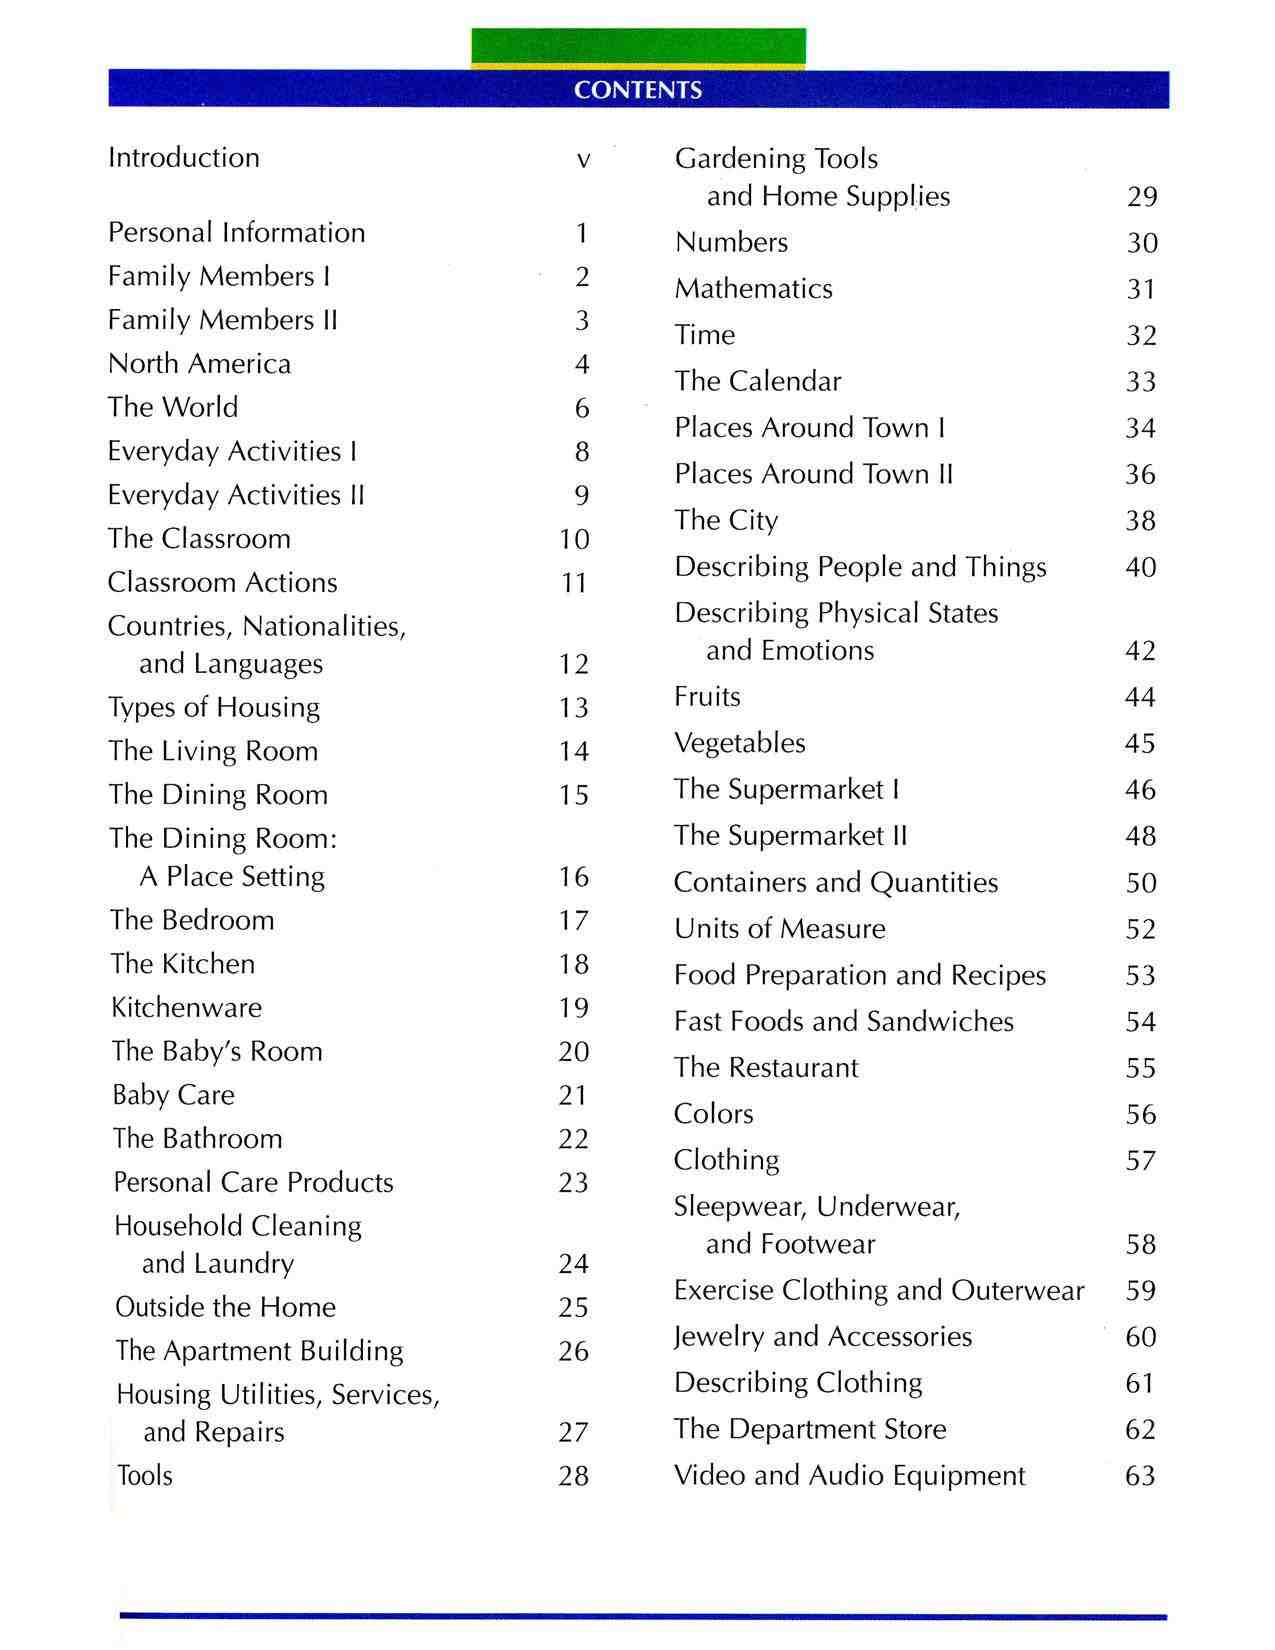 CONTENTS
Introduction v
Personal Information 1
Family Members I 2
Family Members II 3
North America 4
The World 6
Everyday Activities I 8
Everyday Activities II 9
The Classroom 10
Classroom Actions 11
Countries, Nationalities,
and Languages 12
Types of Housing 13
The Living Room 14
The Dining Room 15
The Dining Room:
A Place Setting 16
The Bedroom 17
The Kitchen 18
Kitchenware 19
The Baby's Room 20
Baby Care 21
The Bathroom 22
Personal Care Products 23
Household Cleaning
and Laundry 24
Outside the Home 25
The Apartment Building 26
Housing Utilities, Services,
and Repairs 27
Tools 28
Gardening Tools
and Home Supplies 29
Numbers 30
Mathematics 31
Time 32
The Calendar 33
Places Around Town I 34
Places Around Town II 36
The City 38
Describing People and Things 40
Describing Physical States
and Emotions 42
Fruits 44
Vegetables 45
The Supermarket I 46
The Supermarket II 48
Containers and Quantities 50
Units of Measure 52
Food Preparation and Recipes 53
Fast Foods and Sandwiches 54
The Restaurant 55
Colors 56
Clothing 57
Sleepwear, Underwear,
and Footwear 58
Exercise Clothing and Outerwear 59
Jewelry and Accessories 60
Describing Clothing 61
The Department Store 62
Video and Audio Equipment 63